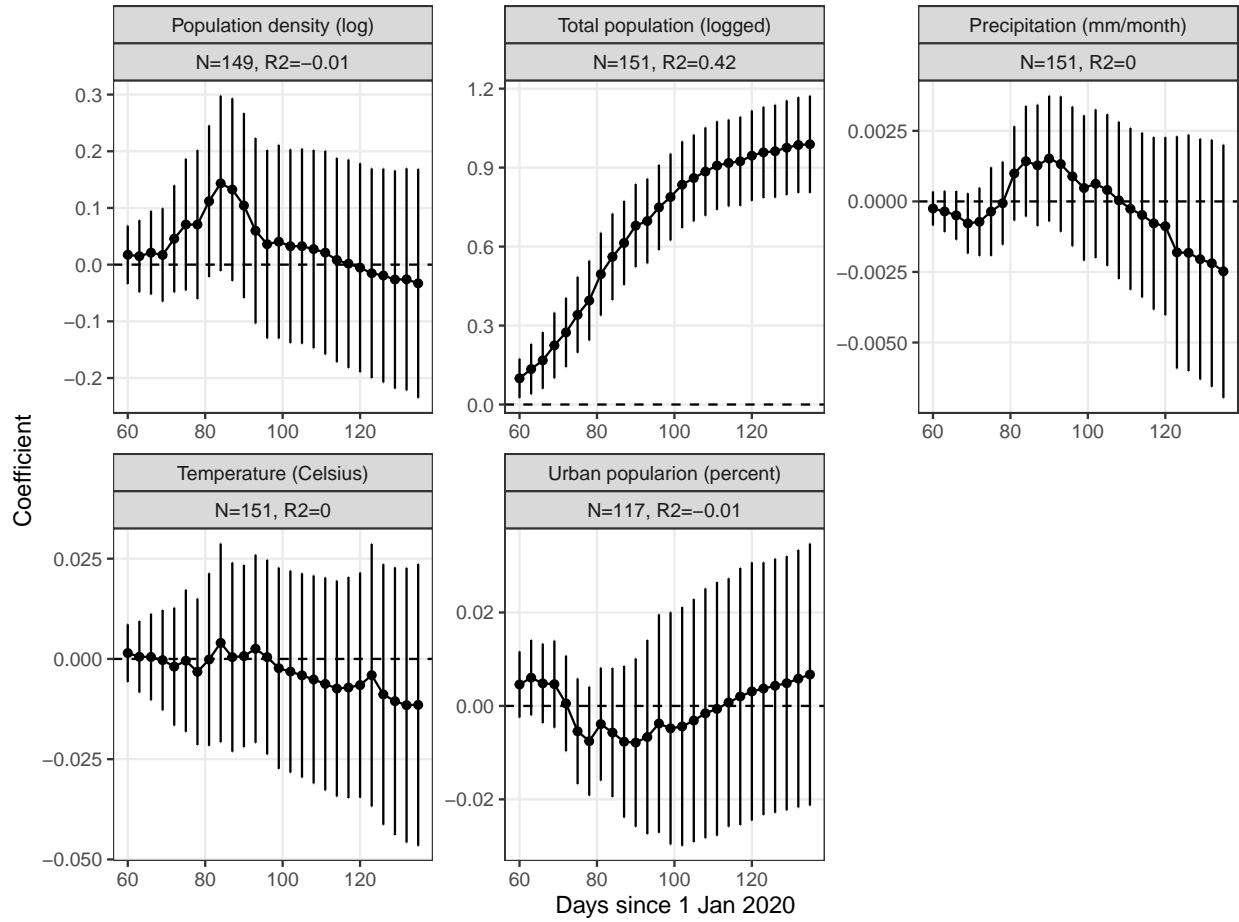 Population density (log)
N=149, R2=−0.01
0.3
0.2
0.1
0.0
−0.1
−0.2
60 80 100 120
Total population (logged)
N=151, R2=0.42
1.2
0.9
0.6
0.3
0.0
60 80 100 120
Precipitation (mm/month)
N=151, R2=0
0.0025
0.0000
−0.0025
−0.0050
60 80 100 120
Coefficient
Temperature (Celsius)
N=151, R2=0
0.025
0.000
−0.025
−0.050
60 80 100 120
Urban popularion (percent)
N=117, R2=−0.01
0.02
0.00
−0.02
60 80 100 120
Days since 1 Jan 2020